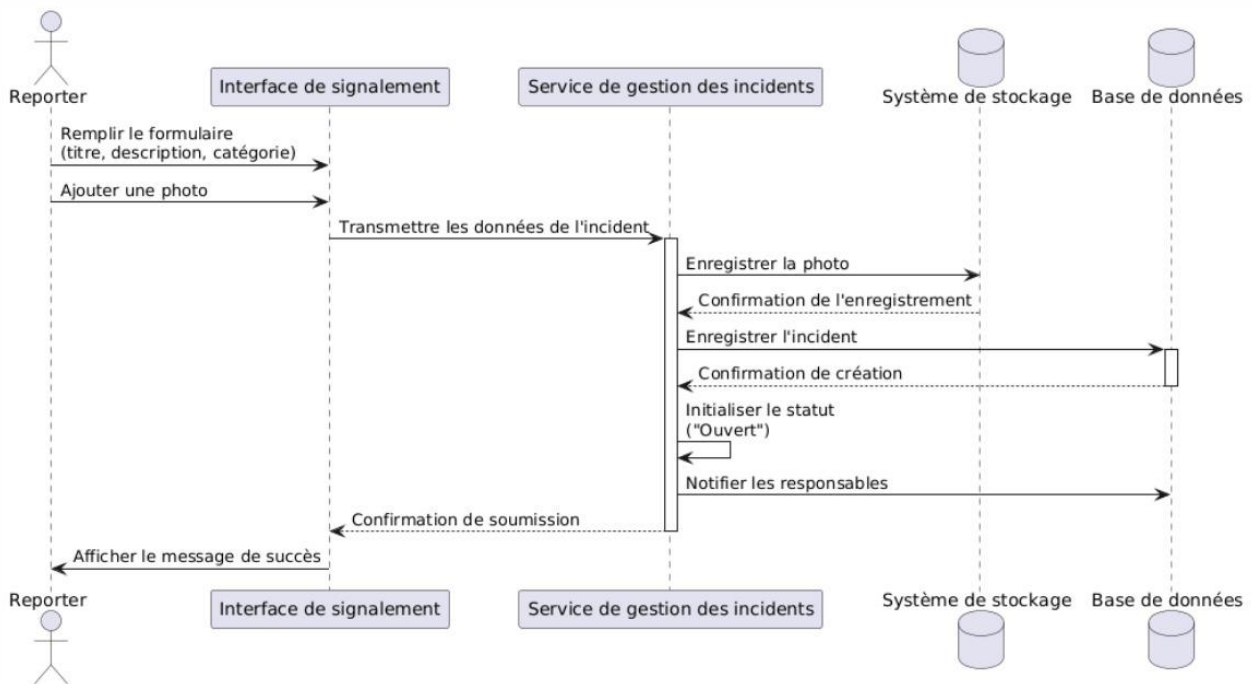 Reporter
Interface de signalement
Service de gestion des incidents
Système de stockage
Base de données
Remplir le formulaire
(titre, description, catégorie)
Ajouter une photo
Transmettre les données de l'incident
Enregistrer la photo
Confirmation de l'enregistrement
Enregistrer l'incident
Confirmation de création
Initialiser le statut
("Ouvert")
Notifier les responsables
Confirmation de soumission
Afficher le message de succès
Reporter
Interface de signalement
Service de gestion des incidents
Système de stockage
Base de données